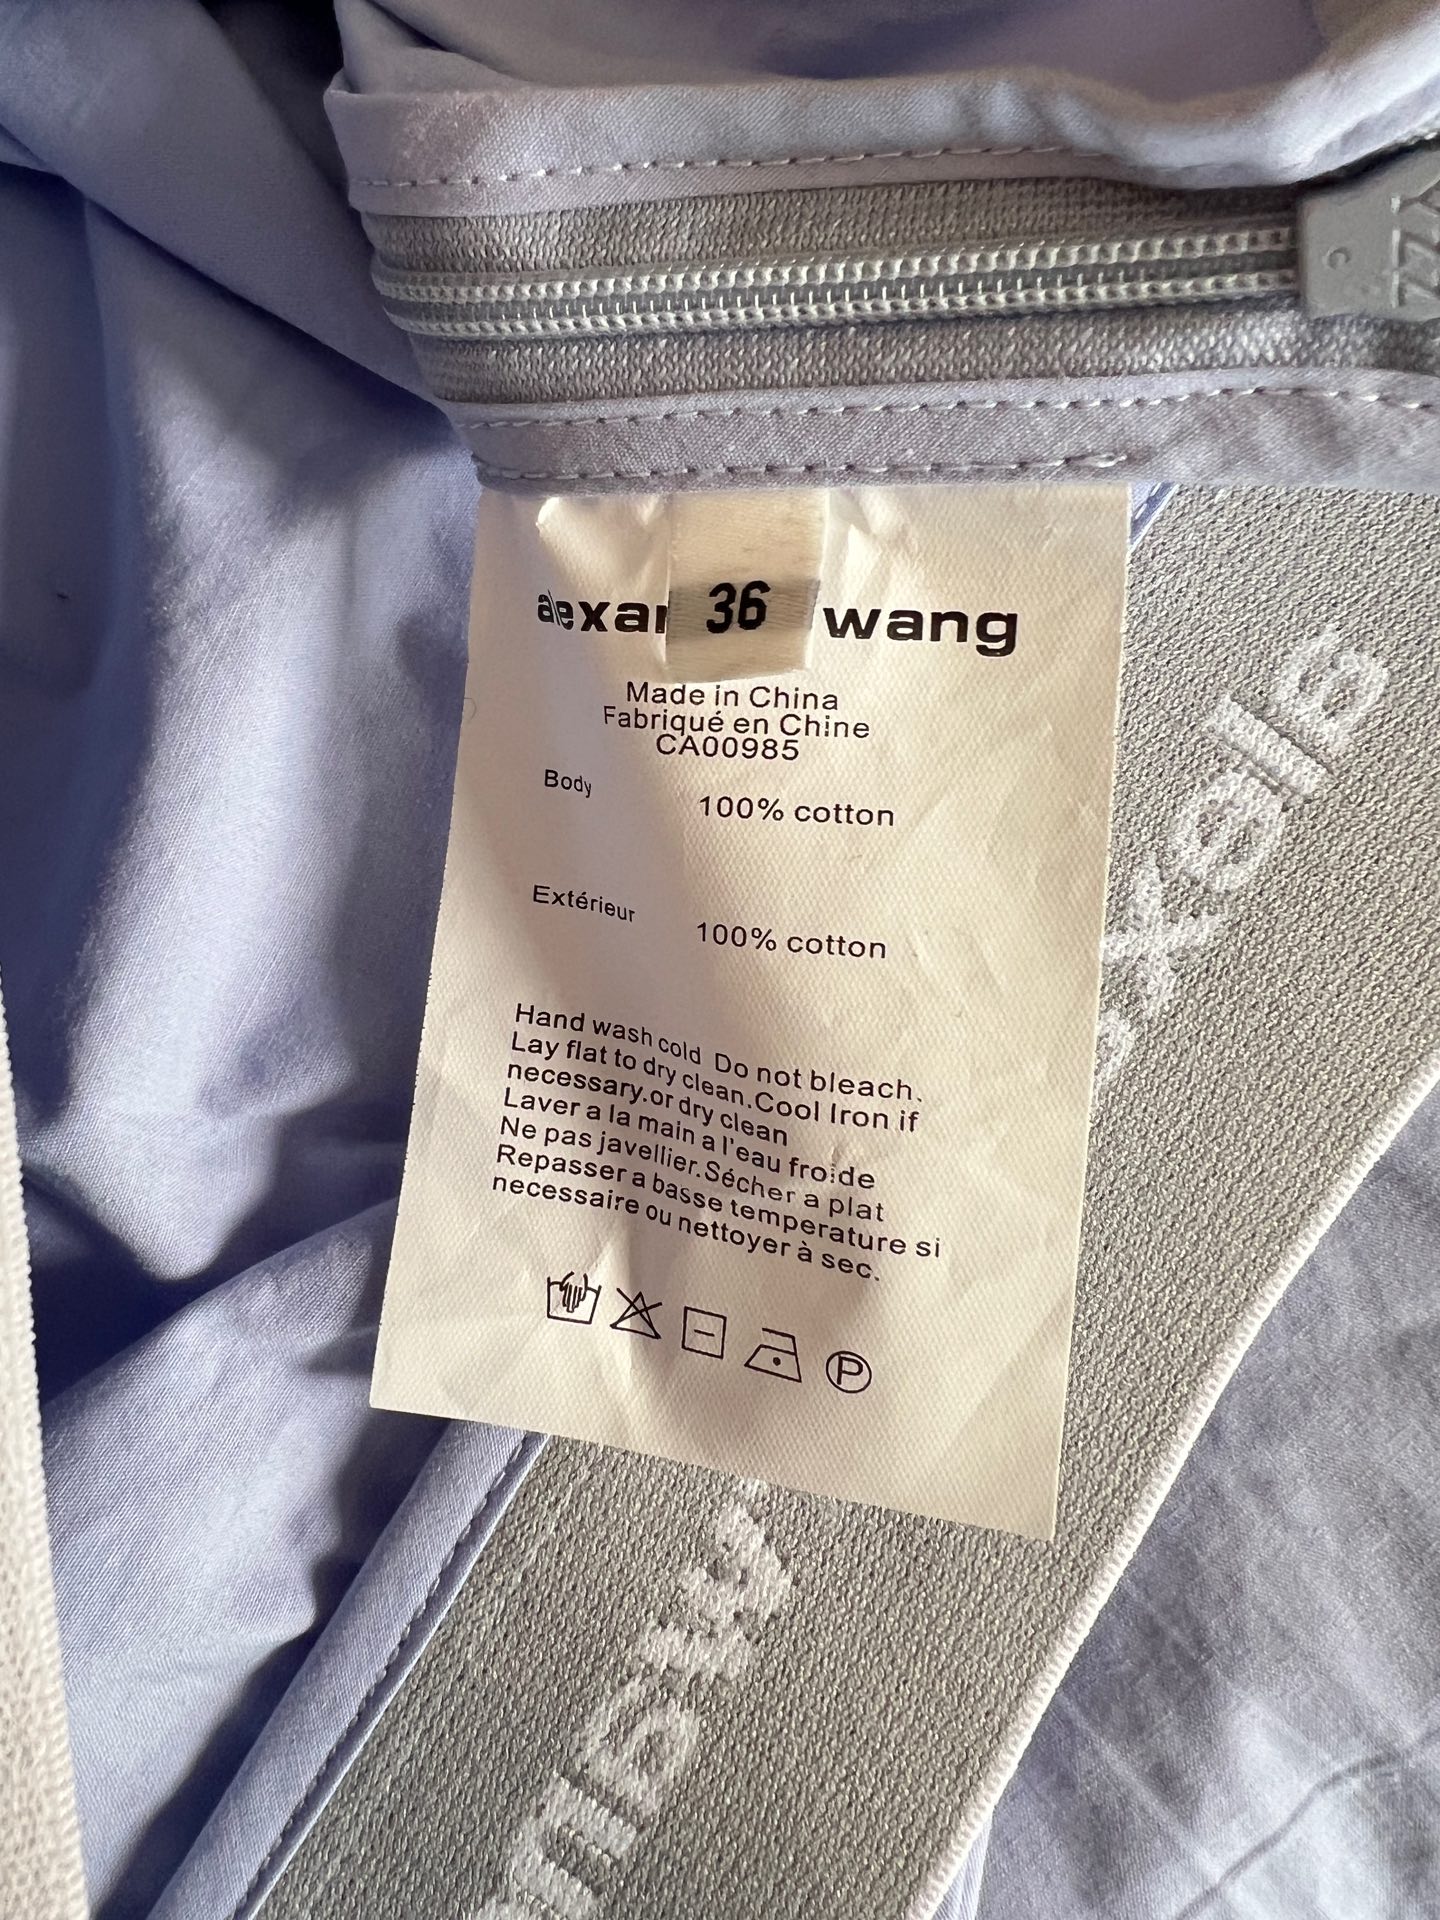 YZZ
36
alexan wang
Made in China
Fabriqué en Chine
CA00985
Body
100% cotton
Extérieur
100% cotton
Hand wash cold Do not bleach.
Lay flat to dry clean.Cool Iron if
necessary.or dry clean
Laver a la main a l'eau froide
Ne pas javellier.Sécher a plat
Repasser a basse temperature si
necessaire ou nettoyer à sec.
P